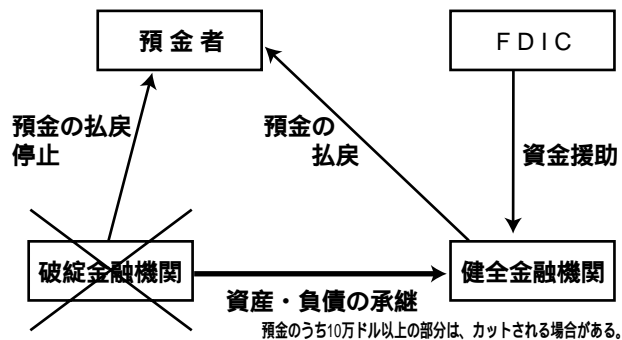 預金者
FDIC
預金の払戻
停止
預金の
払戻
資金援助
破綻金融機関
健全金融機関
資産・負債の承継
預金のうち10万ドル以上の部分は、カットされる場合がある。